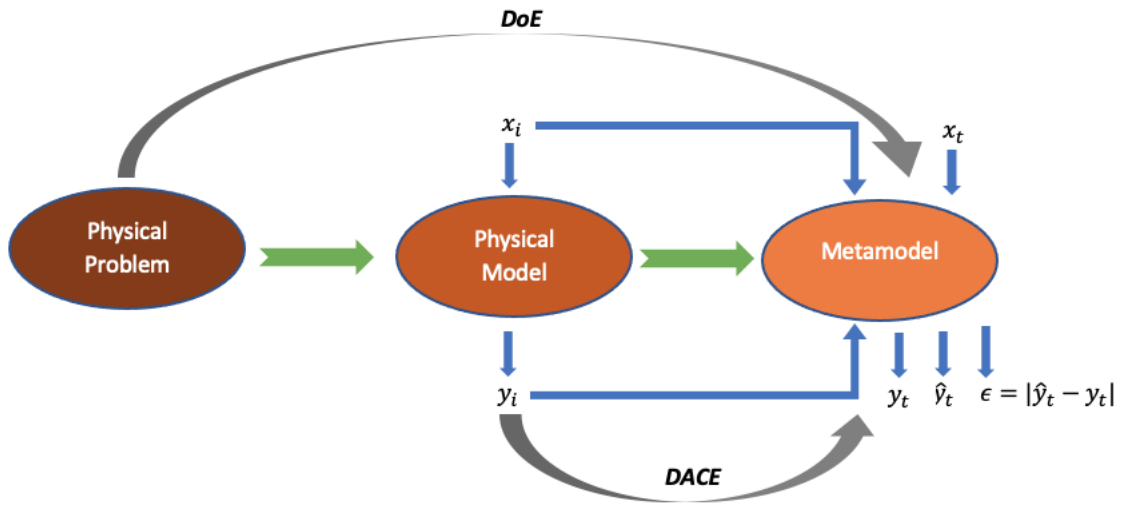 DoE
x_i
x_t
Physical
Problem
Physical
Model
Metamodel
y_i
y_t
ŷ_t
ϵ = |ŷ_t − y_t|
DACE